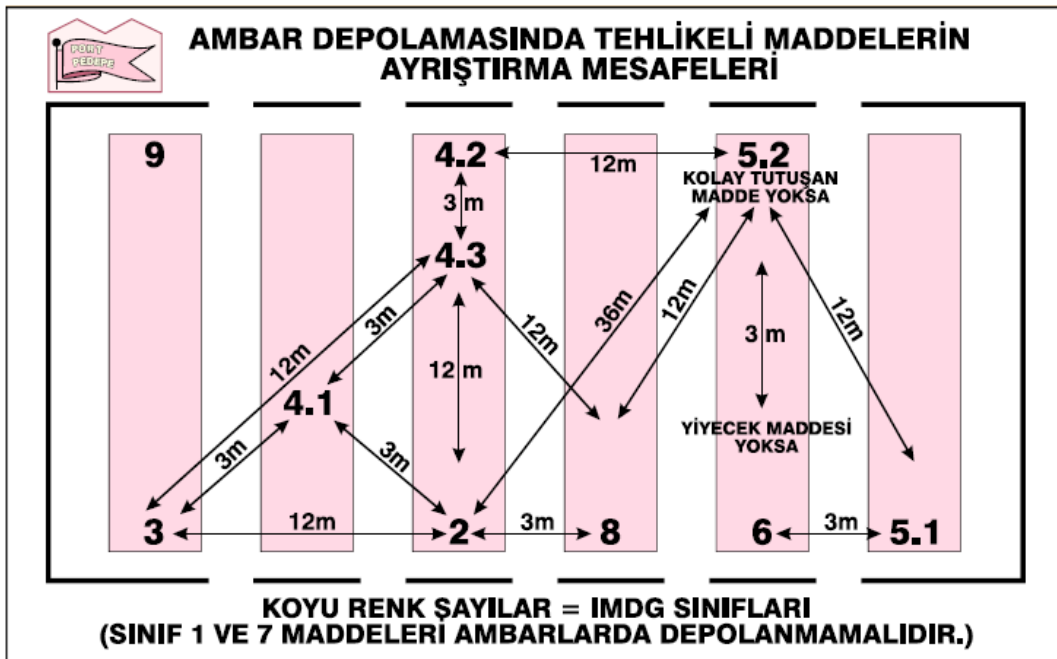 PORT
PEDEPE
AMBAR DEPOLAMASINDA TEHLİKELİ MADDELERİN
AYRIŞTIRMA MESAFELERİ
9
4.2
12m
5.2
KOLAY TUTUŞAN
MADDE YOKSA
3 m
4.3
3m
12m
36m
12m
12m
12m
12 m
3 m
4.1
3m
3m
YİYECEK MADDESİ
YOKSA
3
12m
2
3m
8
6
3m
5.1
KOYU RENK ŞAYILAR = IMDG SINIFLARI
(SINIF 1 VE 7 MADDELERİ AMBARLARDA DEPOLANMAMALIDIR.)